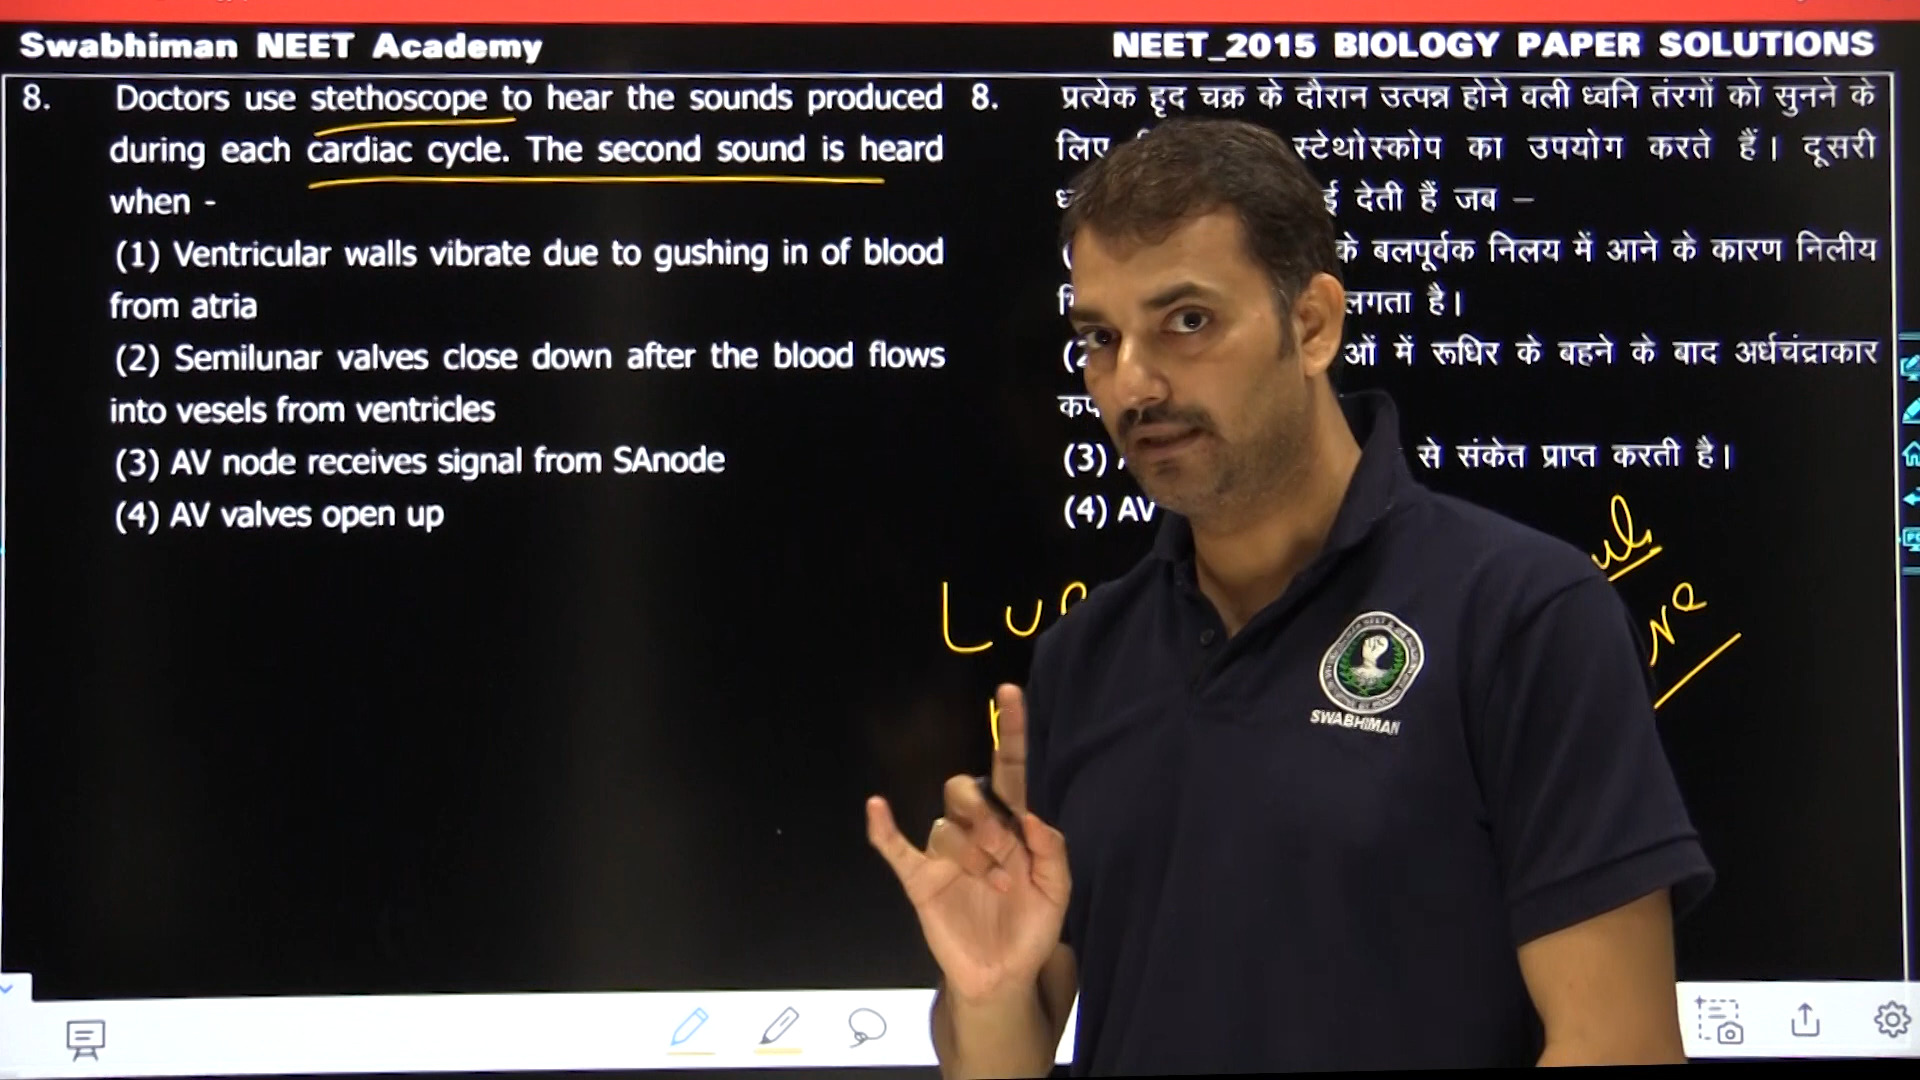 Swabhiman NEET Academy
NEET_2015 BIOLOGY PAPER SOLUTIONS
8. Doctors use stethoscope to hear the sounds produced
during each cardiac cycle. The second sound is heard
when -
(1) Ventricular walls vibrate due to gushing in of blood
from atria
(2) Semilunar valves close down after the blood flows
into vesels from ventricles
(3) AV node receives signal from SAnode
(4) AV valves open up
8. प्रत्येक हृद चक्र के दौरान उत्पन्न होने वली ध्वनि तंरगों को सुनने के
लिए स्टेथोस्कोप का उपयोग करते हैं। दूसरी
देती हैं जब –
के बलपूर्वक निलय में आने के कारण निलीय
लगता है।
(2 ओं में रूधिर के बहने के बाद अर्धचंद्राकार
(3) से संकेत प्राप्त करती है।
(4) AV
Lu
SWABHIMAN